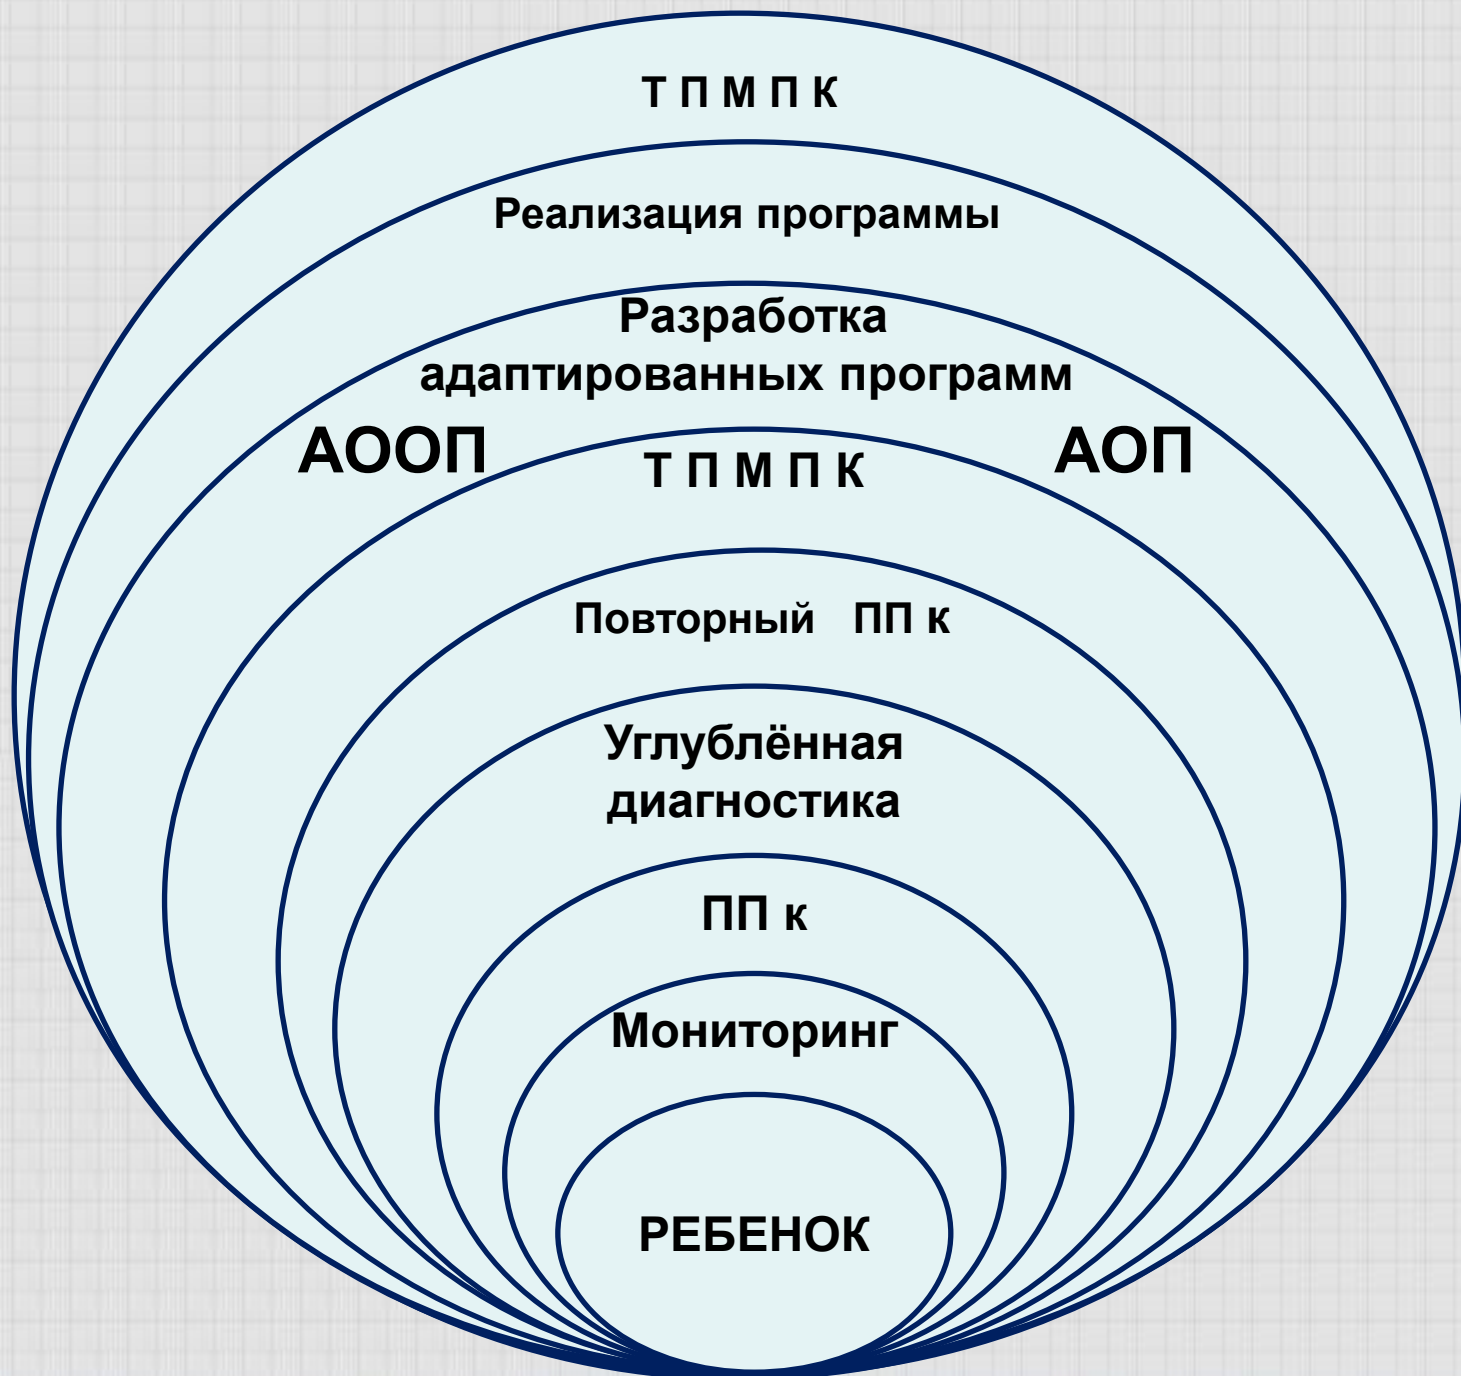 Т П М П К
Реализация программы
Разработка
адаптированных программ
АООП
АОП
Т П М П К
Повторный ПП к
Углублённая
диагностика
ПП к
Мониторинг
РЕБЕНОК